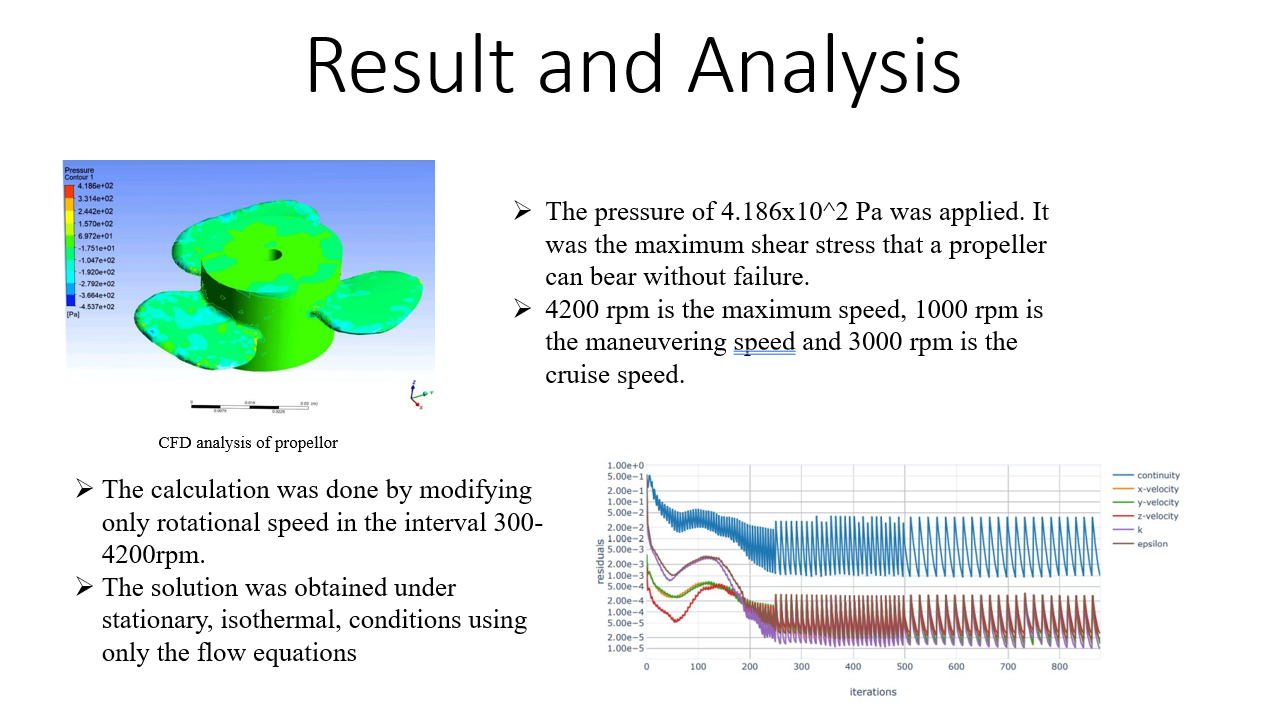 Result and Analysis
Pressure
Contour 1
4.186e+02
3.314e+02
2.442e+02
1.570e+02
6.972e+01
-1.751e+01
-1.047e+02
-1.920e+02
-2.792e+02
-3.664e+02
-4.537e+02
[Pa]
CFD analysis of propellor
➢ The pressure of 4.186x10^2 Pa was applied. It
was the maximum shear stress that a propeller
can bear without failure.
➢ 4200 rpm is the maximum speed, 1000 rpm is
the maneuvering speed and 3000 rpm is the
cruise speed.
➢ The calculation was done by modifying
only rotational speed in the interval 300-
4200rpm.
➢ The solution was obtained under
stationary, isothermal, conditions using
only the flow equations
residuals
1.00e+0
5.00e−1
2.00e−1
1.00e−1
5.00e−2
2.00e−2
1.00e−2
5.00e−3
2.00e−3
1.00e−3
5.00e−4
2.00e−4
1.00e−4
5.00e−5
2.00e−5
1.00e−5
0 100 200 300 400 500 600 700 800
iterations
continuity
x-velocity
y-velocity
z-velocity
k
epsilon